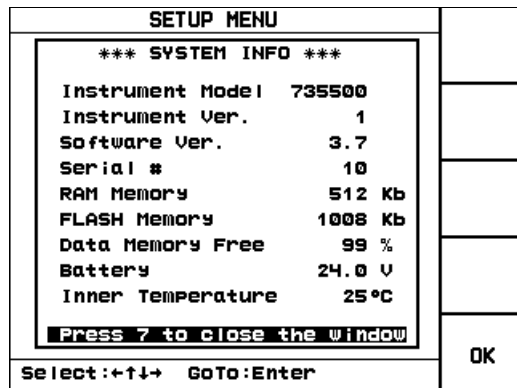 SETUP MENU
*** SYSTEM INFO ***
Instrument Model 735500
Instrument Ver. 1
Software Ver. 3.7
Serial # 10
RAM Memory 512 Kb
FLASH Memory 1008 Kb
Data Memory Free 99 %
Battery 24.0 V
Inner Temperature 25°C
Press 7 to close the window
OK
Select:←↑↓→ GoTo:Enter